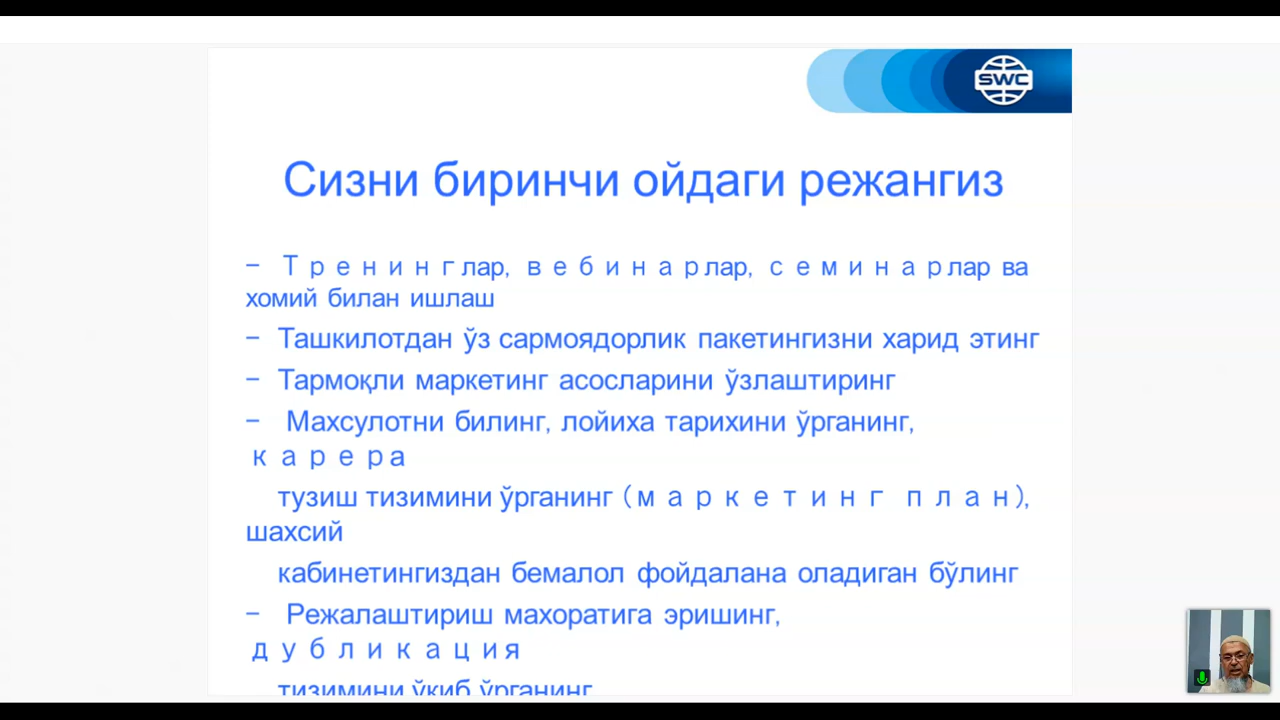 SWC
Сизни биринчи ойдаги режангиз
− Тренинглар, вебинарлар, семинарлар ва
хомий билан ишлаш
− Ташкилотдан ўз сармоядорлик пакетингизни харид этинг
− Тармоқли маркетинг асосларини ўзлаштиринг
− Махсулотни билинг, лойиха тарихини ўрганинг,
карера
тузиш тизимини ўрганинг (маркетинг план),
шахсий
кабинетингиздан бемалол фойдалана оладиган бўлинг
− Режалаштириш махоратига эришинг,
дубликация
тизимини ўқиб ўрганинг